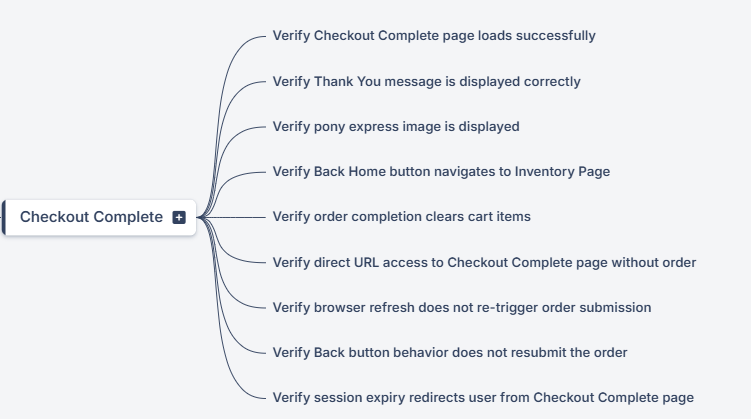 Verify Checkout Complete page loads successfully
Verify Thank You message is displayed correctly
Verify pony express image is displayed
Verify Back Home button navigates to Inventory Page
Checkout Complete
Verify order completion clears cart items
Verify direct URL access to Checkout Complete page without order
Verify browser refresh does not re-trigger order submission
Verify Back button behavior does not resubmit the order
Verify session expiry redirects user from Checkout Complete page